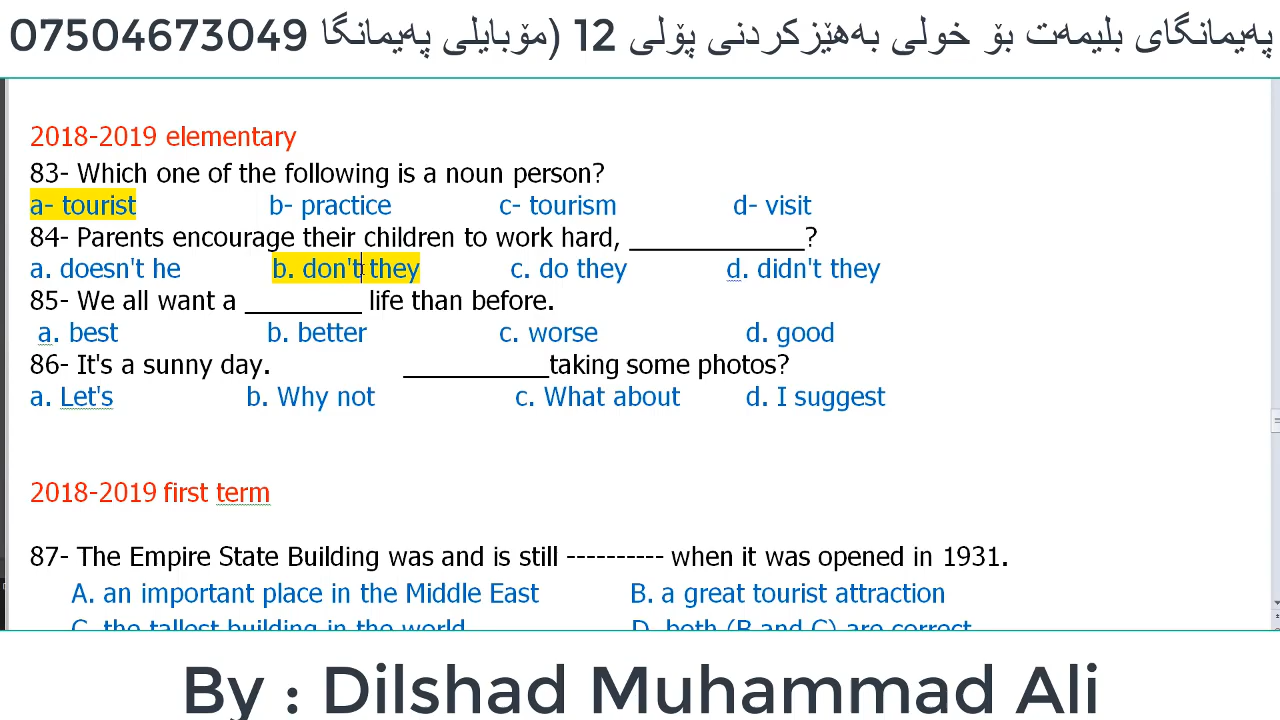 پەیمانگای بلیمەت بۆ خولی بەهێزکردنی پۆلی 12 (مۆبایلی پەیمانگا 07504673049
2018-2019 elementary
83- Which one of the following is a noun person?
a- tourist b- practice c- tourism d- visit
84- Parents encourage their children to work hard, _____________?
a. doesn't he b. don't they c. do they d. didn't they
85- We all want a ________ life than before.
a. best b. better c. worse d. good
86- It's a sunny day. __________taking some photos?
a. Let's b. Why not c. What about d. I suggest
2018-2019 first term
87- The Empire State Building was and is still ---------- when it was opened in 1931.
A. an important place in the Middle East B. a great tourist attraction
C. the tallest building in the world D. both (B and C) are correct
By : Dilshad Muhammad Ali